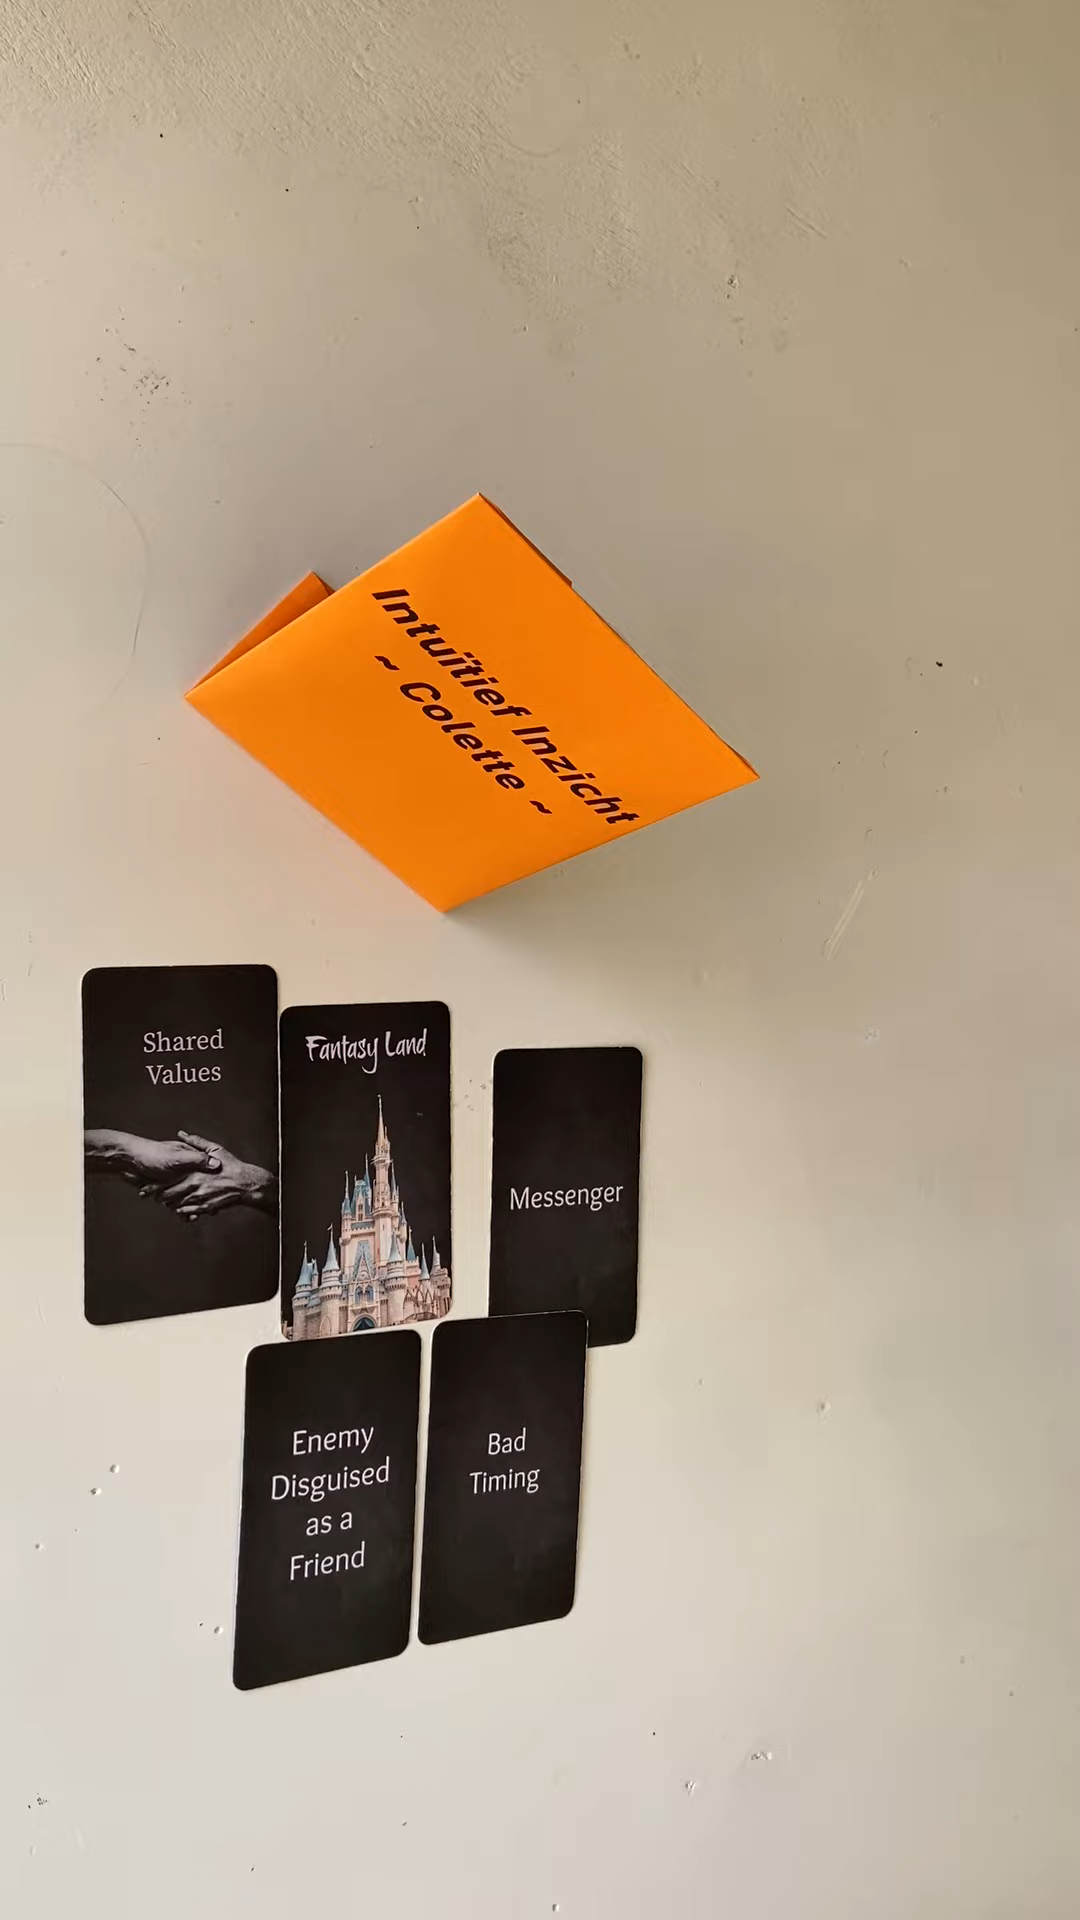 Intuïtief Inzicht
~ Colette ~
Shared
Values
Fantasy Land
Messenger
Enemy
Disguised
as a
Friend
Bad
Timing